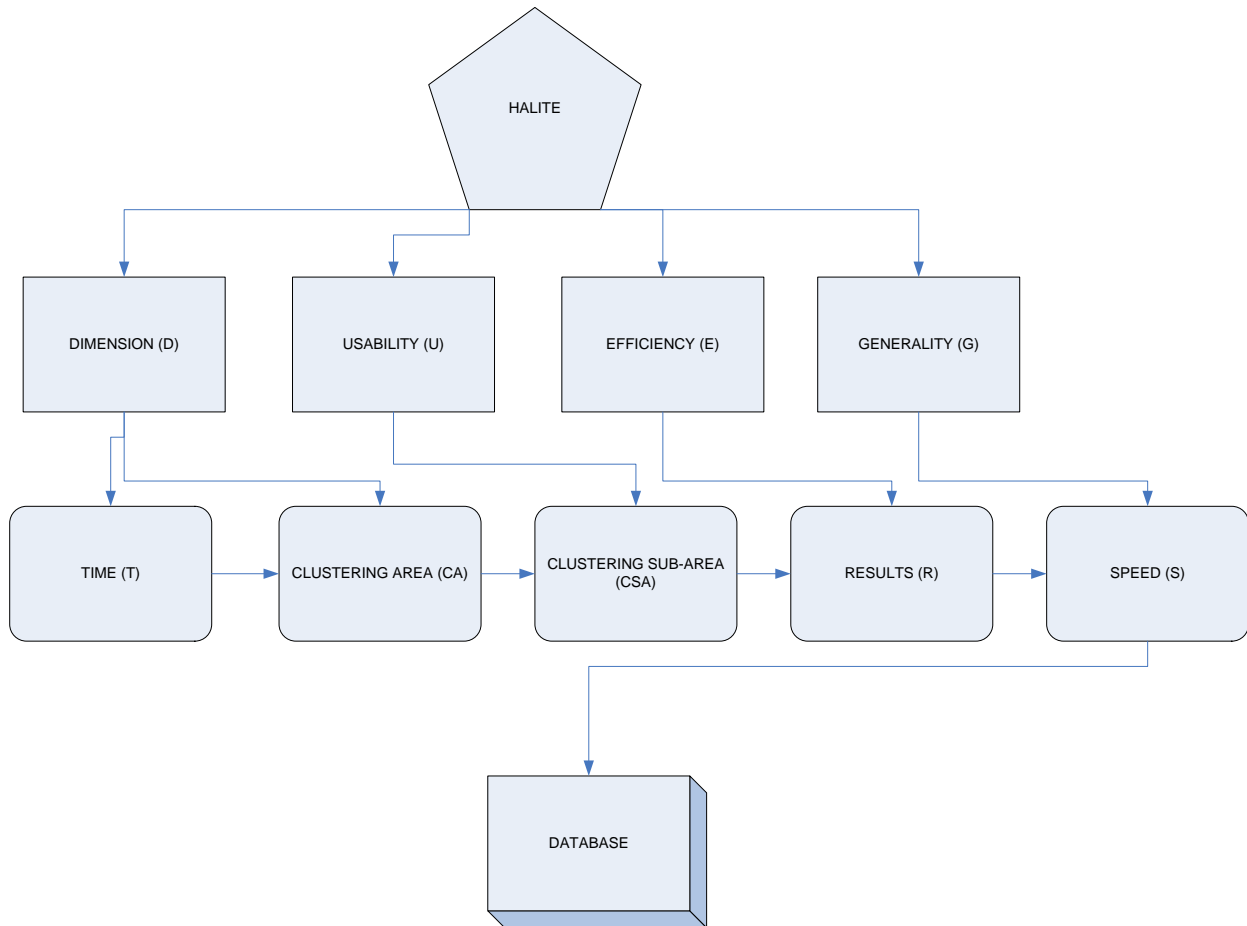 HALITE
DIMENSION (D)
USABILITY (U)
EFFICIENCY (E)
GENERALITY (G)
TIME (T)
CLUSTERING AREA (CA)
CLUSTERING SUB-AREA
(CSA)
RESULTS (R)
SPEED (S)
DATABASE